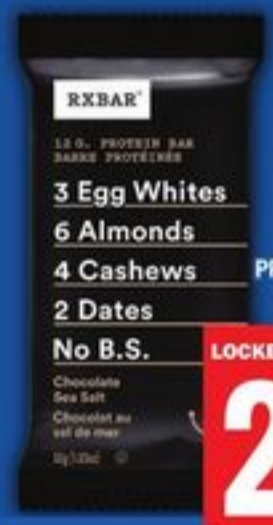 RXBAR
12 G. PROTEIN BAR
BARRE PROTÉINÉE
3 Egg Whites
6 Almonds
4 Cashews
2 Dates
No B.S.
Chocolate
Sea Salt
Chocolat au
sel de mer
LOCKE
2